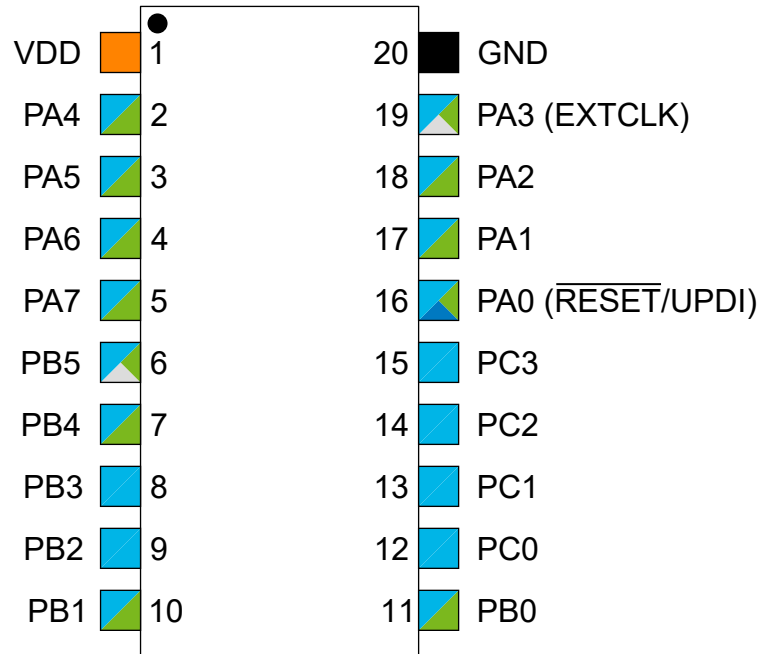 VDD 1 20 GND
PA4 2 19 PA3 (EXTCLK)
PA5 3 18 PA2
PA6 4 17 PA1
PA7 5 16 PA0 (RESET/UPDI)
PB5 6 15 PC3
PB4 7 14 PC2
PB3 8 13 PC1
PB2 9 12 PC0
PB1 10 11 PB0